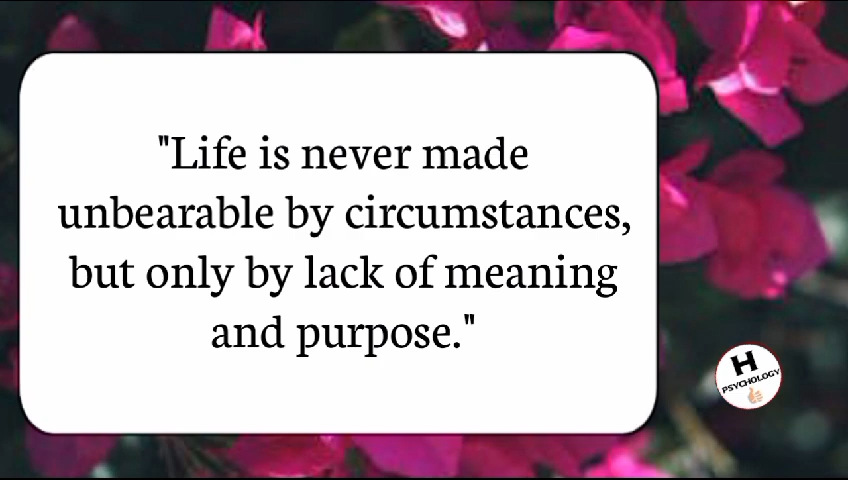 "Life is never made
unbearable by circumstances,
but only by lack of meaning
and purpose."
H
PSYCHOLOGY